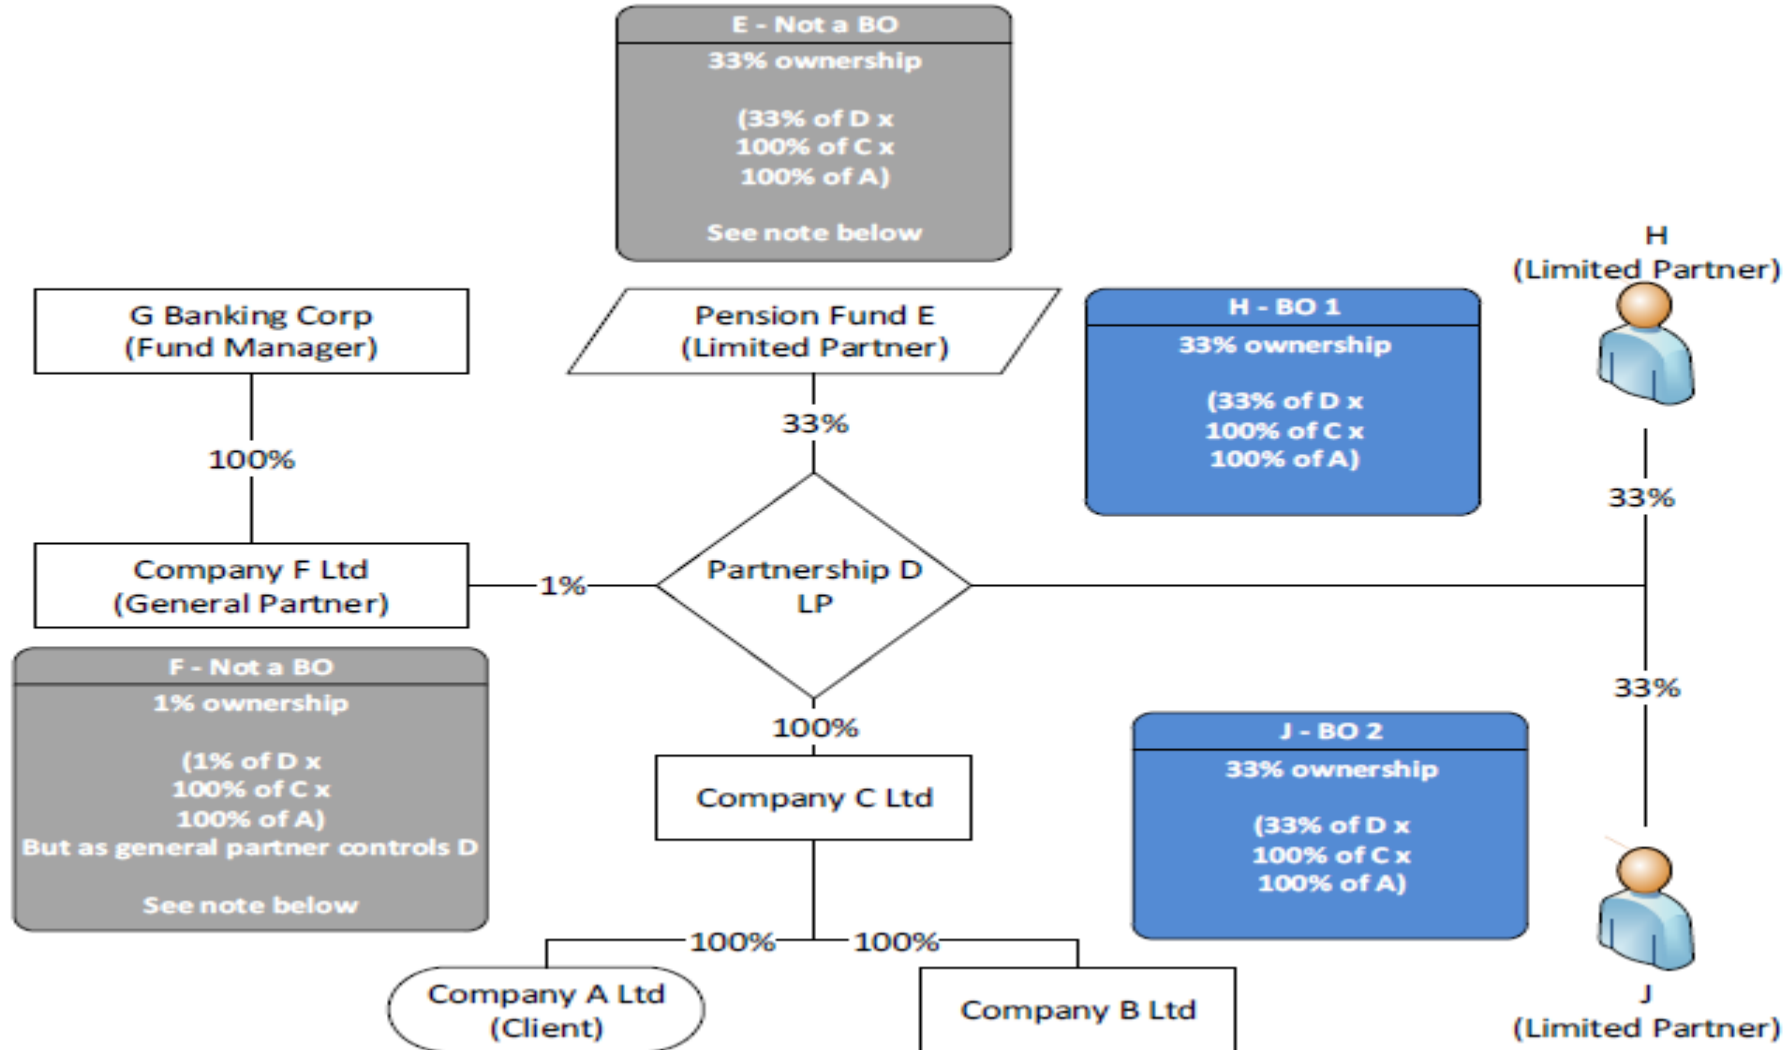 E - Not a BO
33% ownership
(33% of D x
100% of C x
100% of A)
See note below
H
(Limited Partner)
G Banking Corp
(Fund Manager)
Pension Fund E
(Limited Partner)
H - BO 1
33% ownership
(33% of D x
100% of C x
100% of A)
33%
100%
33%
Company F Ltd
(General Partner)
1%
Partnership D
LP
F - Not a BO
1% ownership
(1% of D x
100% of C x
100% of A)
But as general partner controls D
See note below
33%
100%
J - BO 2
33% ownership
(33% of D x
100% of C x
100% of A)
Company C Ltd
100%
100%
Company A Ltd
(Client)
Company B Ltd
J
(Limited Partner)